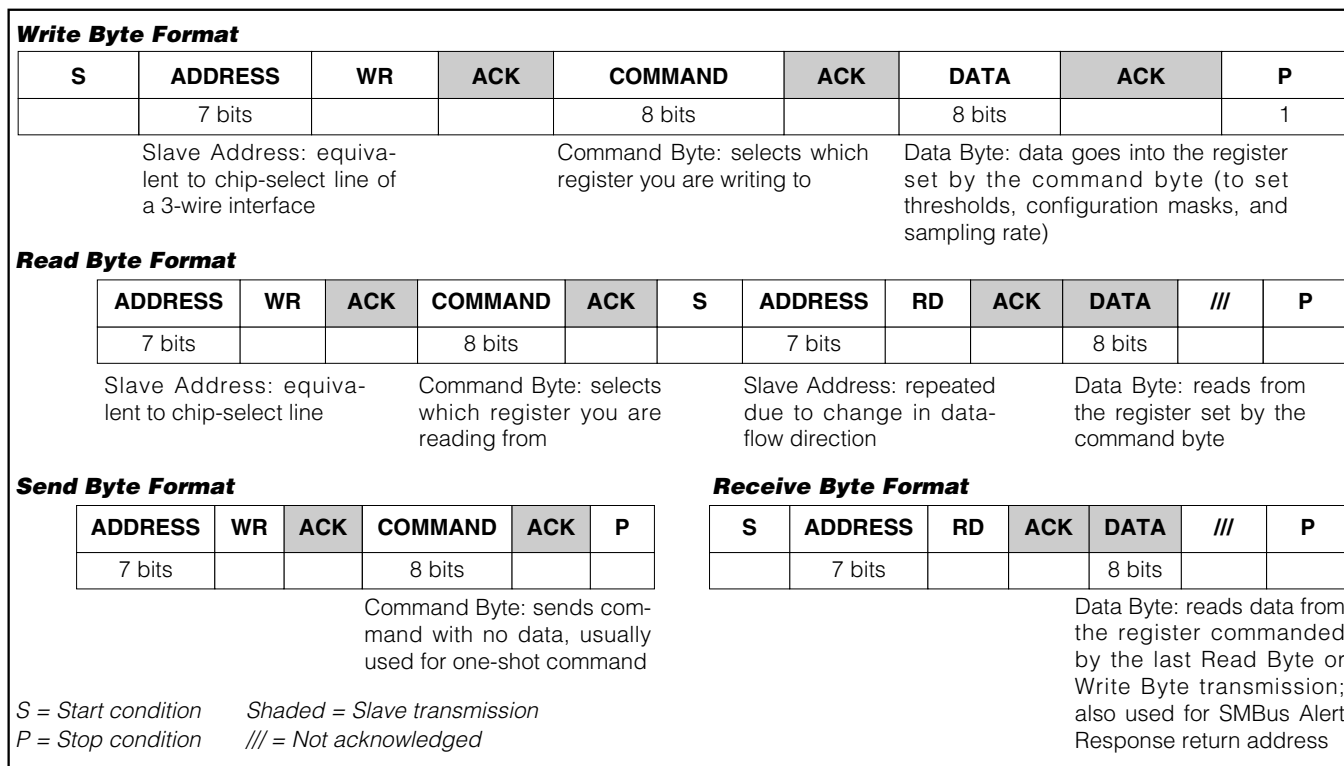 Write Byte Format
S ADDRESS WR ACK COMMAND ACK DATA ACK P
7 bits 8 bits 8 bits 1
Slave Address: equiva-
lent to chip-select line of
a 3-wire interface
Command Byte: selects which
register you are writing to
Data Byte: data goes into the register
set by the command byte (to set
thresholds, configuration masks, and
sampling rate)
Read Byte Format
ADDRESS WR ACK COMMAND ACK S ADDRESS RD ACK DATA /// P
7 bits 8 bits 7 bits 8 bits
Slave Address: equiva-
lent to chip-select line
Command Byte: selects
which register you are
reading from
Slave Address: repeated
due to change in data-
flow direction
Data Byte: reads from
the register set by the
command byte
Send Byte Format
ADDRESS WR ACK COMMAND ACK P
7 bits 8 bits
Command Byte: sends com-
mand with no data, usually
used for one-shot command
Receive Byte Format
S ADDRESS RD ACK DATA /// P
7 bits 8 bits
Data Byte: reads data from
the register commanded
by the last Read Byte or
Write Byte transmission;
also used for SMBus Alert
Response return address
S = Start condition Shaded = Slave transmission
P = Stop condition /// = Not acknowledged